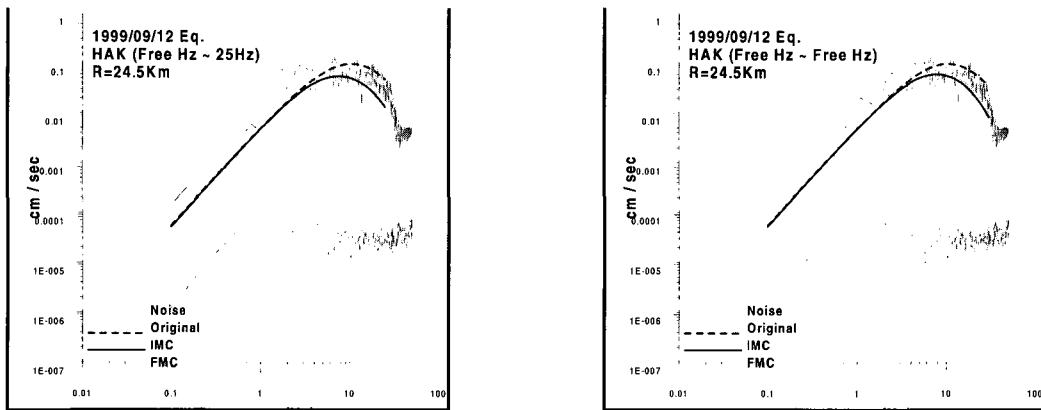 1
1999/09/12 Eq.
HAK (Free Hz ~ 25Hz)
R=24.5Km
0.1
0.01
0.001
0.0001
1E-005
1E-006
1E-007
cm / sec
Noise
Original
IMC
FMC
0.01 0.1 1 10 100
1
1999/09/12 Eq.
HAK (Free Hz ~ Free Hz)
R=24.5Km
0.1
0.01
0.001
0.0001
1E-005
1E-006
1E-007
cm / sec
Noise
Original
IMC
FMC
0.01 0.1 1 10 100